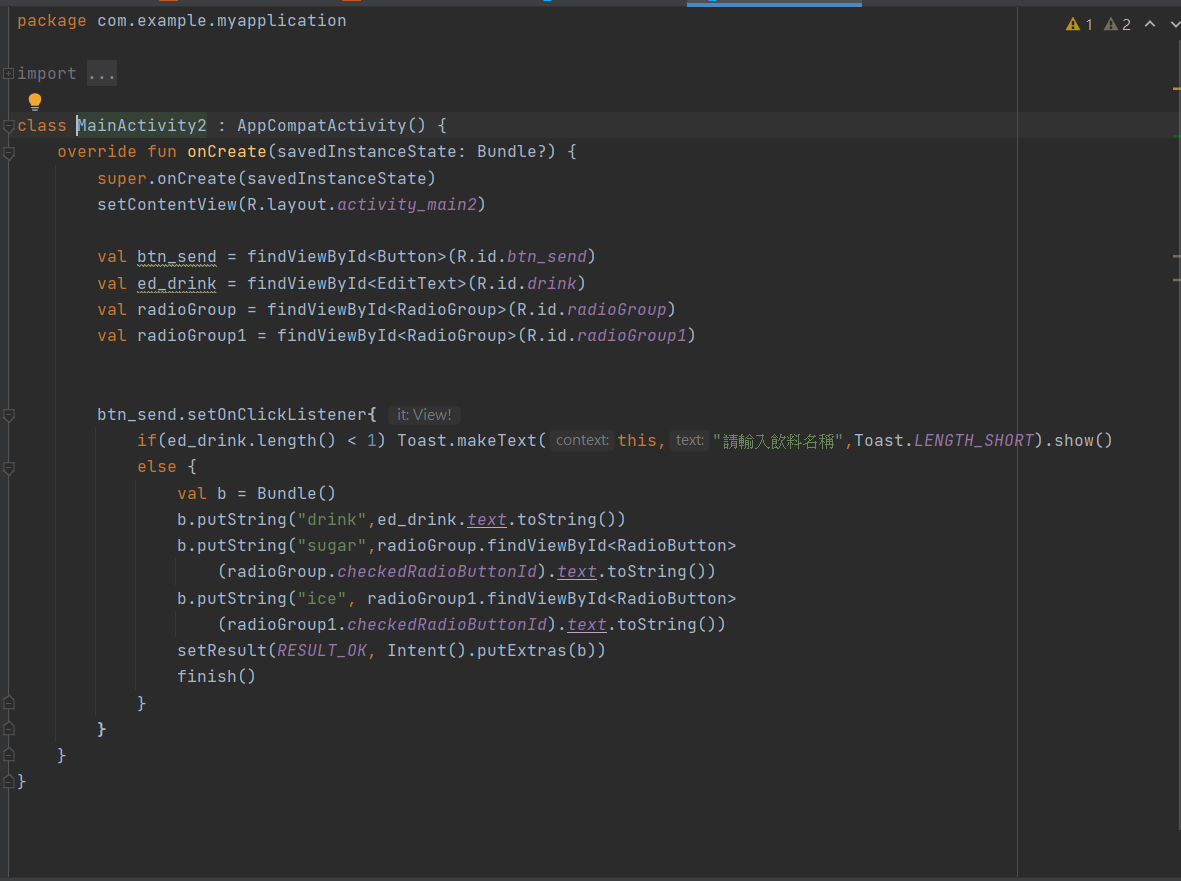 package com.example.myapplication
1 2
import ...
class MainActivity2 : AppCompatActivity() {
override fun onCreate(savedInstanceState: Bundle?) {
super.onCreate(savedInstanceState)
setContentView(R.layout.activity_main2)
val btn_send = findViewById<Button>(R.id.btn_send)
val ed_drink = findViewById<EditText>(R.id.drink)
val radioGroup = findViewById<RadioGroup>(R.id.radioGroup)
val radioGroup1 = findViewById<RadioGroup>(R.id.radioGroup1)
btn_send.setOnClickListener{ it: View!
if(ed_drink.length() < 1) Toast.makeText( context: this, text: "請輸入飲料名稱",Toast.LENGTH_SHORT).show()
else {
val b = Bundle()
b.putString("drink",ed_drink.text.toString())
b.putString("sugar",radioGroup.findViewById<RadioButton>
(radioGroup.checkedRadioButtonId).text.toString())
b.putString("ice", radioGroup1.findViewById<RadioButton>
(radioGroup1.checkedRadioButtonId).text.toString())
setResult(RESULT_OK, Intent().putExtras(b))
finish()
}
}
}
}